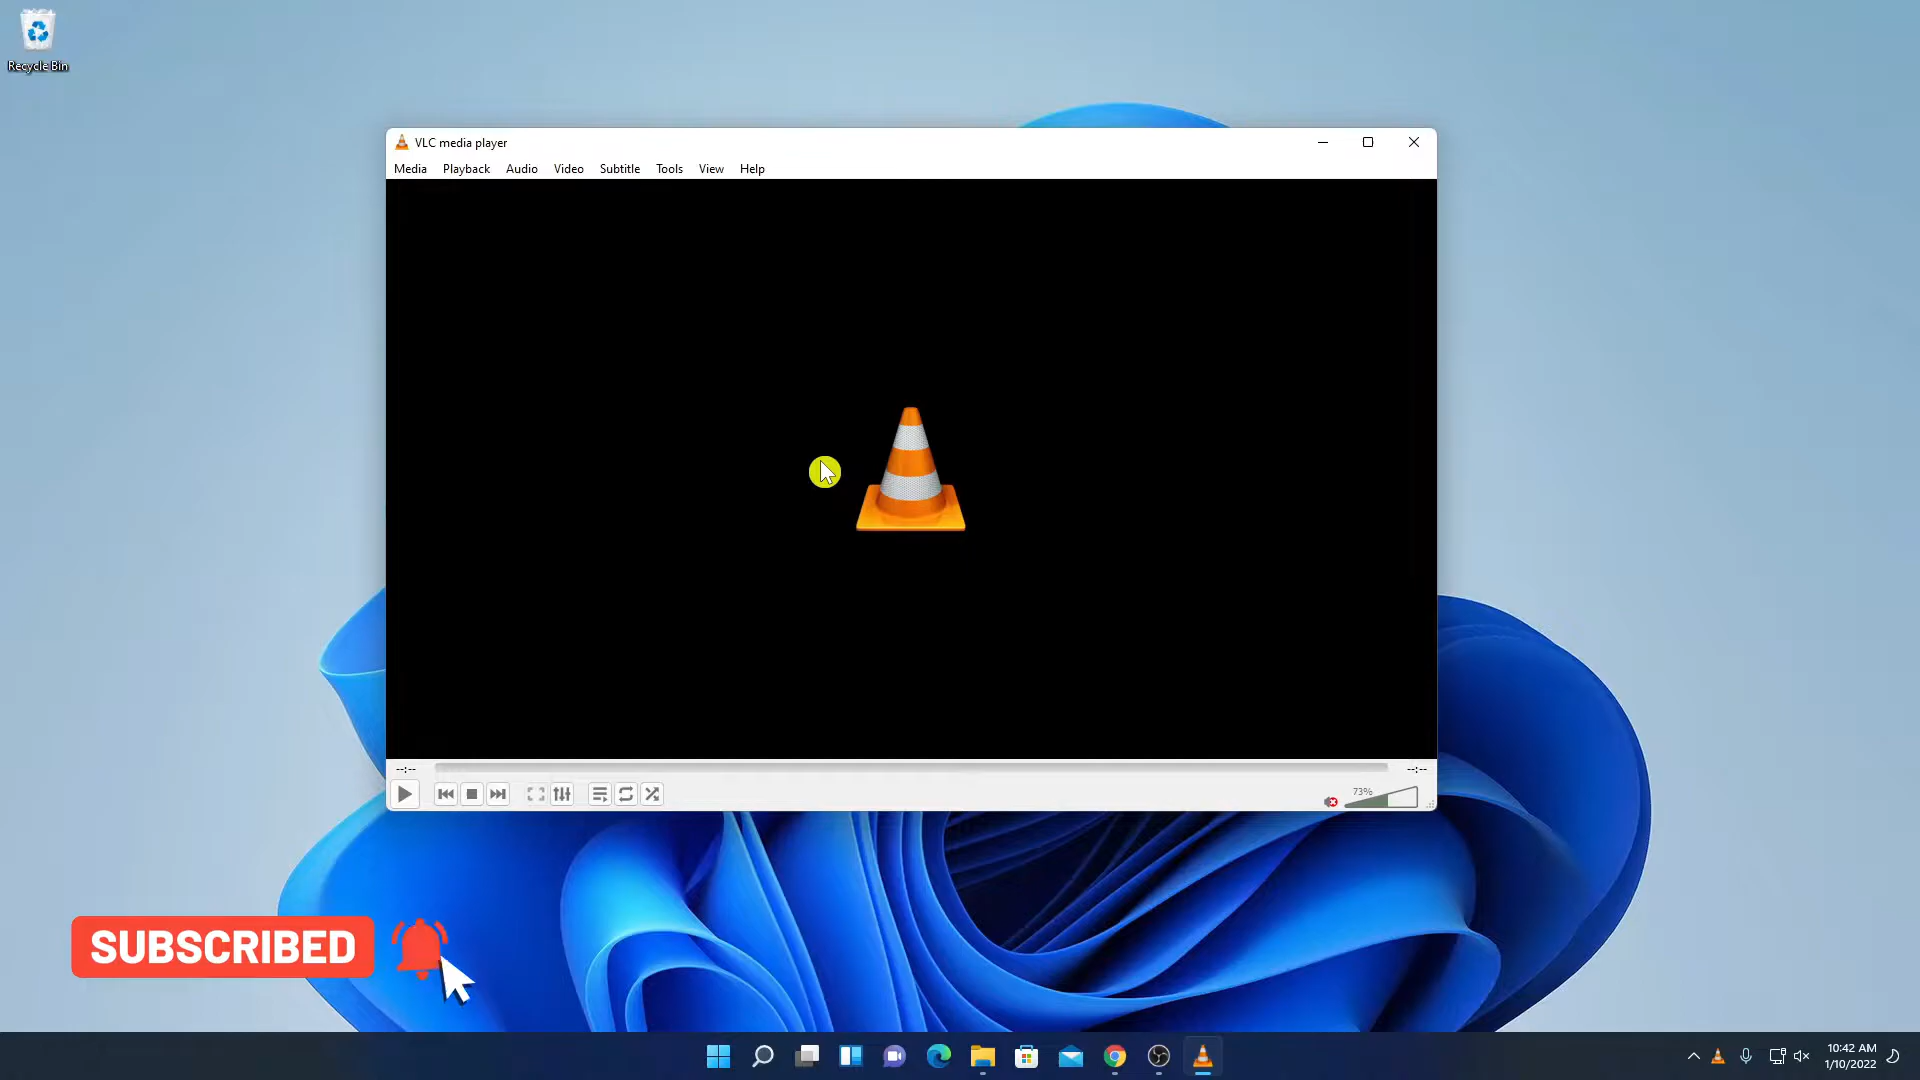 Recycle Bin
VLC media player
Media Playback Audio Video Subtitle Tools View Help
--:-- --:--
73%
SUBSCRIBED
10:42 AM
1/10/2022